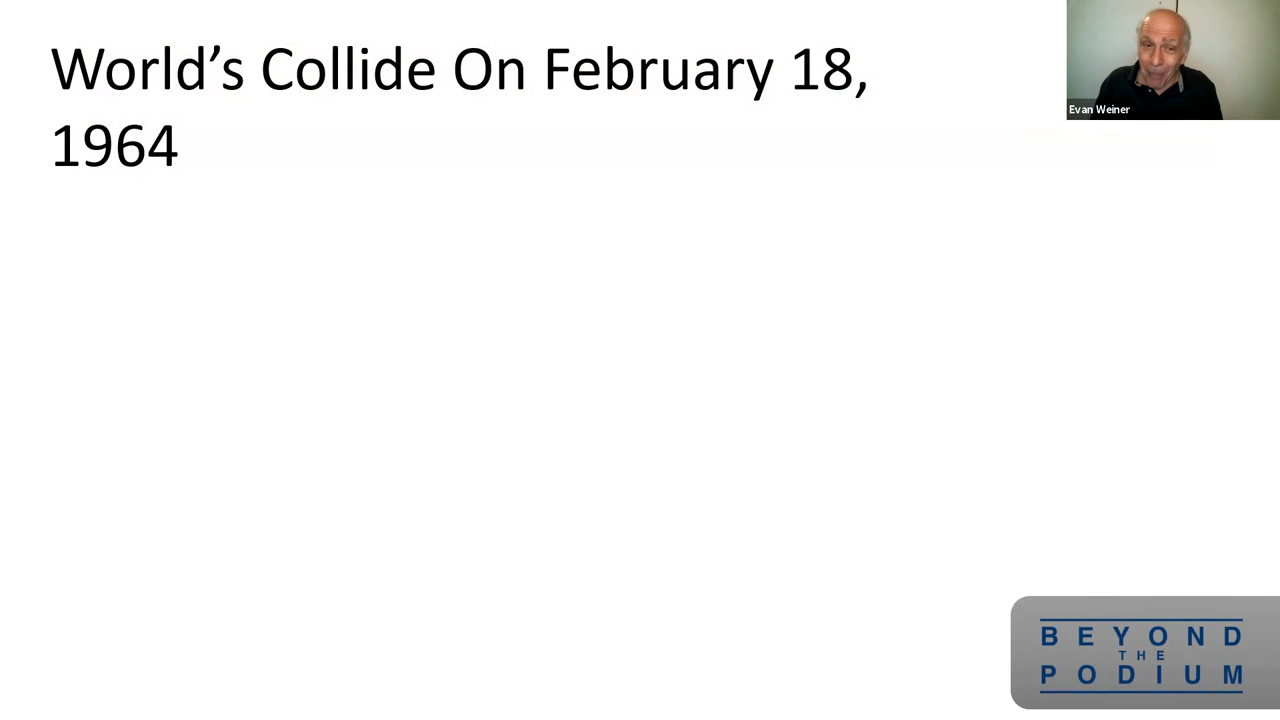 World’s Collide On February 18,
1964
Evan Weiner
BEYOND
THE
PODIUM